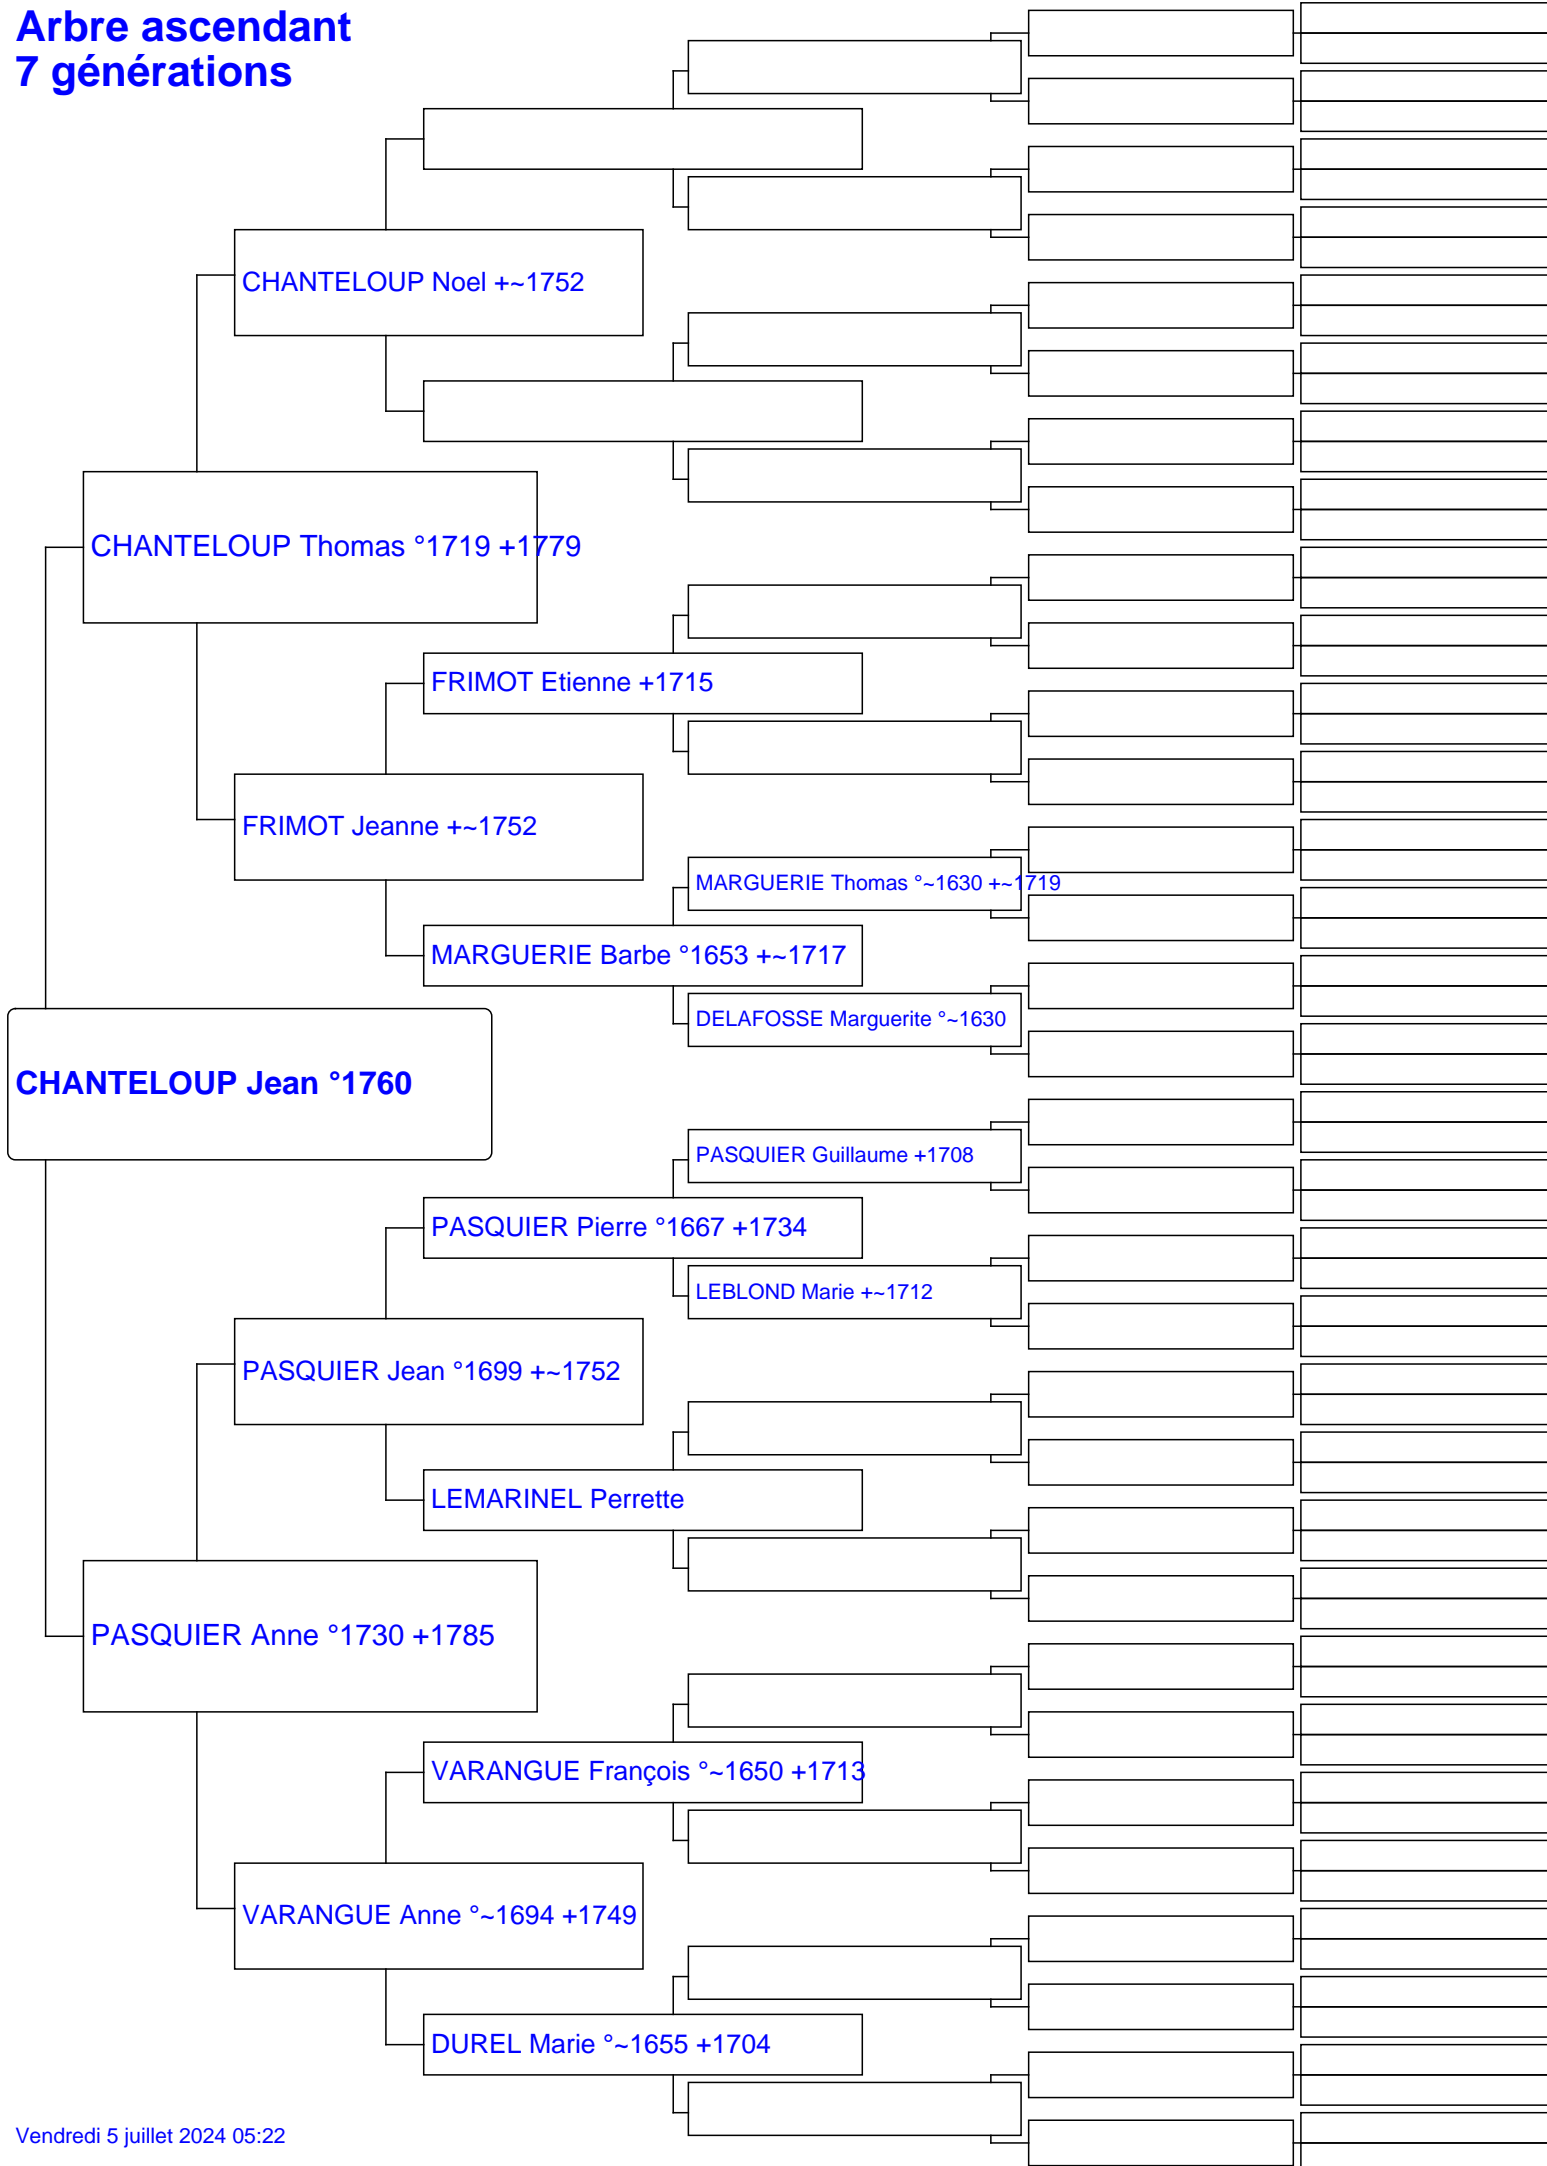 Arbre ascendant
7 générations
CHANTELOUP Noel +~1752
CHANTELOUP Thomas °1719 +1779
FRIMOT Etienne +1715
FRIMOT Jeanne +~1752
MARGUERIE Thomas °~1630 +~1719
MARGUERIE Barbe °1653 +~1717
DELAFOSSE Marguerite °~1630
CHANTELOUP Jean °1760
PASQUIER Guillaume +1708
PASQUIER Pierre °1667 +1734
LEBLOND Marie +~1712
PASQUIER Jean °1699 +~1752
LEMARINEL Perrette
PASQUIER Anne °1730 +1785
VARANGUE François °~1650 +1713
VARANGUE Anne °~1694 +1749
DUREL Marie °~1655 +1704
Vendredi 5 juillet 2024 05:22